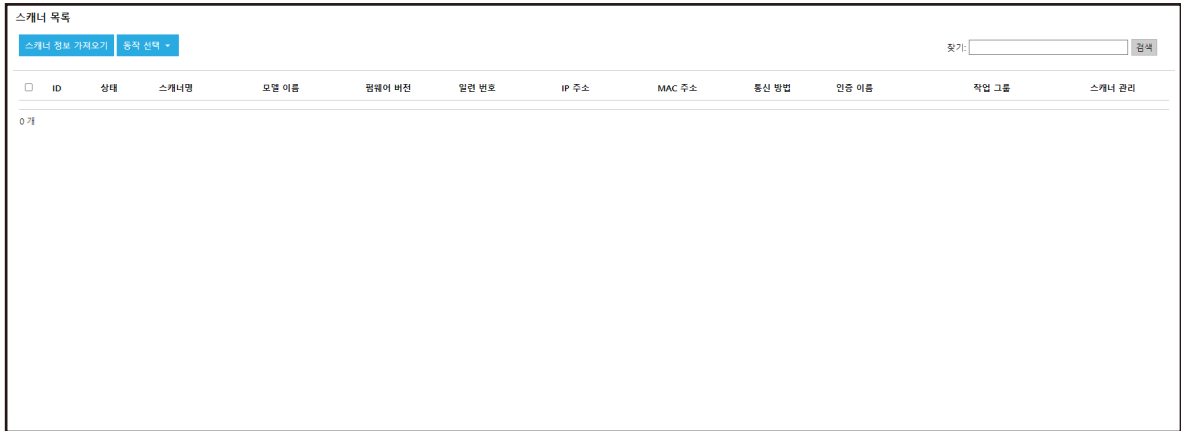 스캐너 목록
스캐너 정보 가져오기 동작 선택 찾기: 검색
ID 상태 스캐너명 모델 이름 펌웨어 버전 일련 번호 IP 주소 MAC 주소 통신 방법 인증 이름 작업 그룹 스캐너 관리
0 개